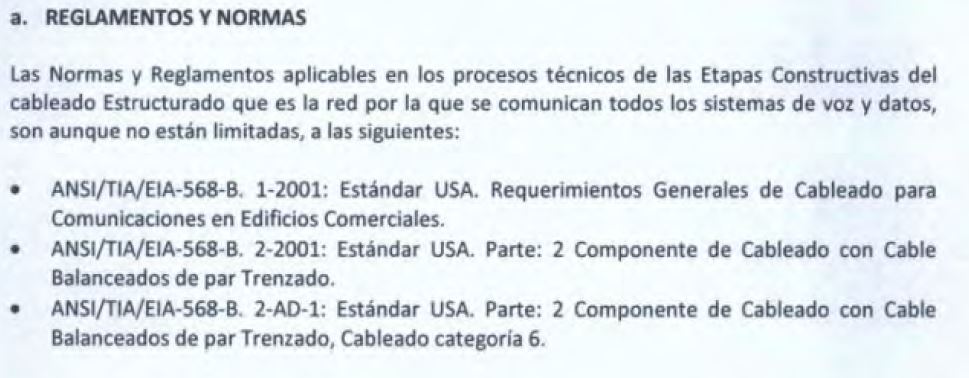 a. REGLAMENTOS Y NORMAS
Las Normas y Reglamentos aplicables en los procesos técnicos de las Etapas Constructivas del
cableado Estructurado que es la red por la que se comunican todos los sistemas de voz y datos,
son aunque no están limitadas, a las siguientes:
• ANSI/TIA/EIA-568-B. 1-2001: Estándar USA. Requerimientos Generales de Cableado para
Comunicaciones en Edificios Comerciales.
• ANSI/TIA/EIA-568-B. 2-2001: Estándar USA. Parte: 2 Componente de Cableado con Cable
Balanceados de par Trenzado.
• ANSI/TIA/EIA-568-B. 2-AD-1: Estándar USA. Parte: 2 Componente de Cableado con Cable
Balanceados de par Trenzado, Cableado categoría 6.